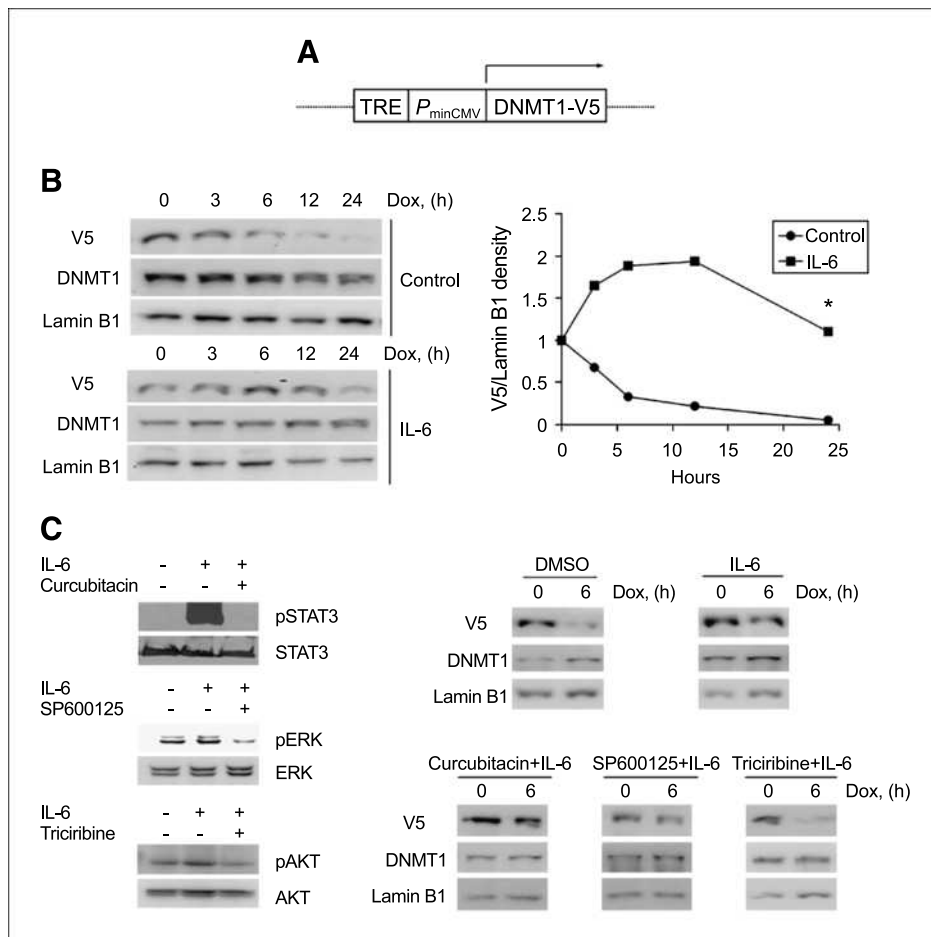 A
TRE PminCMV DNMT1-V5
B
0 3 6 12 24 Dox, (h)
V5
DNMT1
Lamin B1
Control
0 3 6 12 24 Dox, (h)
V5
DNMT1
Lamin B1
IL-6
V5/Lamin B1 density
2.5
2
1.5
1
0.5
0
0 5 10 15 20 25
Hours
Control
IL-6
*
C
IL-6 - + +
Curcubitacin - - +
pSTAT3
STAT3
IL-6 - + +
SP600125 - - +
pERK
ERK
IL-6 - + +
Triciribine - - +
pAKT
AKT
DMSO IL-6
0 6 Dox, (h) 0 6 Dox, (h)
V5
DNMT1
Lamin B1
Curcubitacin+IL-6 SP600125+IL-6 Triciribine+IL-6
0 6 0 6 0 6 Dox, (h)
V5
DNMT1
Lamin B1